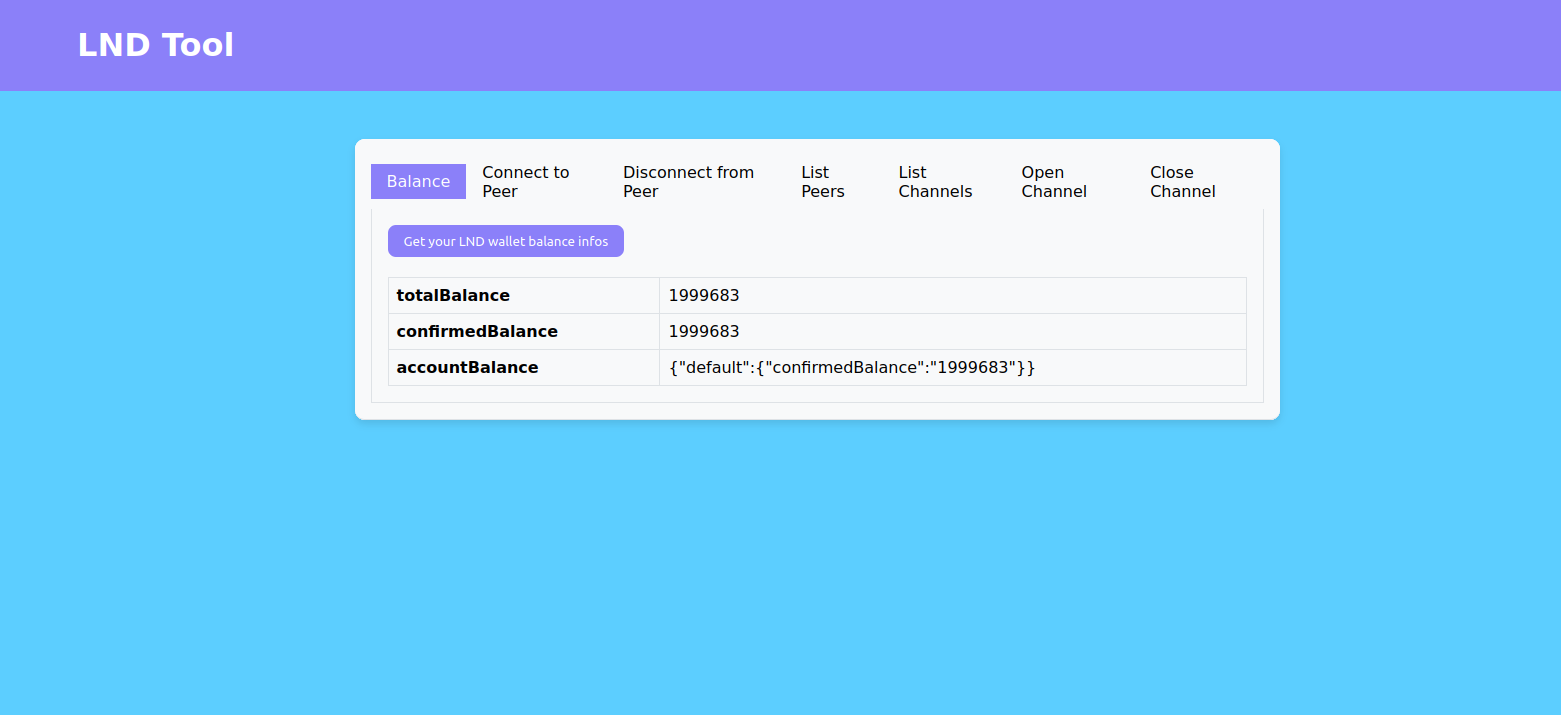 LND Tool
Balance
Connect to
Peer
Disconnect from
Peer
List
Peers
List
Channels
Open
Channel
Close
Channel
Get your LND wallet balance infos
totalBalance 1999683
confirmedBalance 1999683
accountBalance {"default":{"confirmedBalance":"1999683"}}